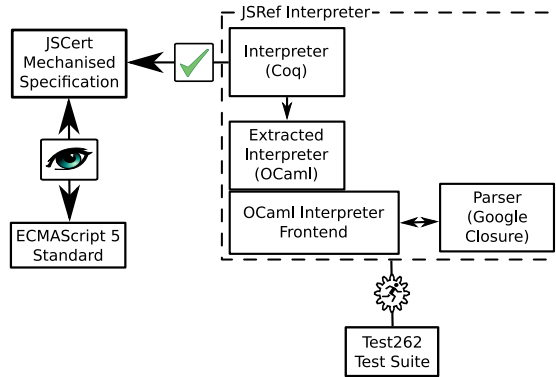 JSRef Interpreter
JSCert
Mechanised
Specification
Interpreter
(Coq)
Extracted
Interpreter
(OCaml)
OCaml Interpreter
Frontend
Parser
(Google
Closure)
ECMAScript 5
Standard
Test262
Test Suite